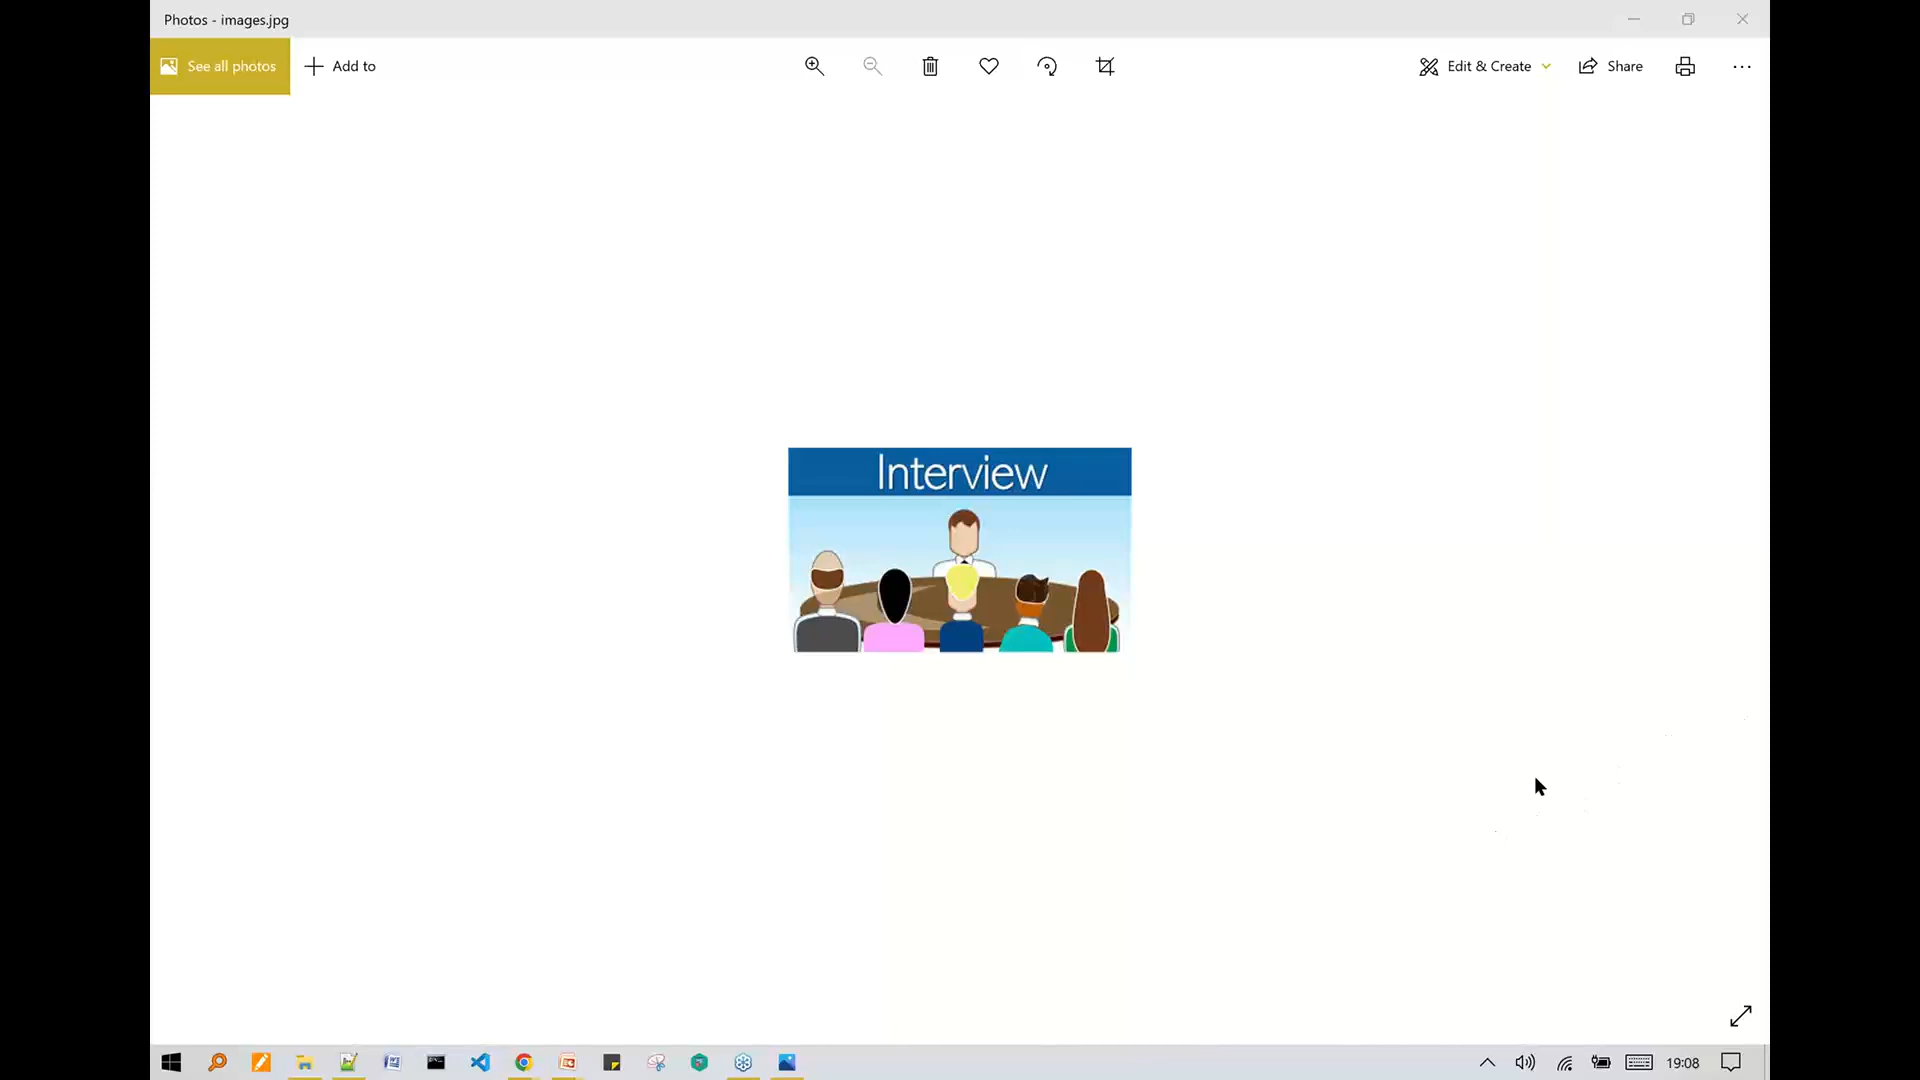 Photos - images.jpg
See all photos
Add to
Edit & Create
Share
Interview
19:08